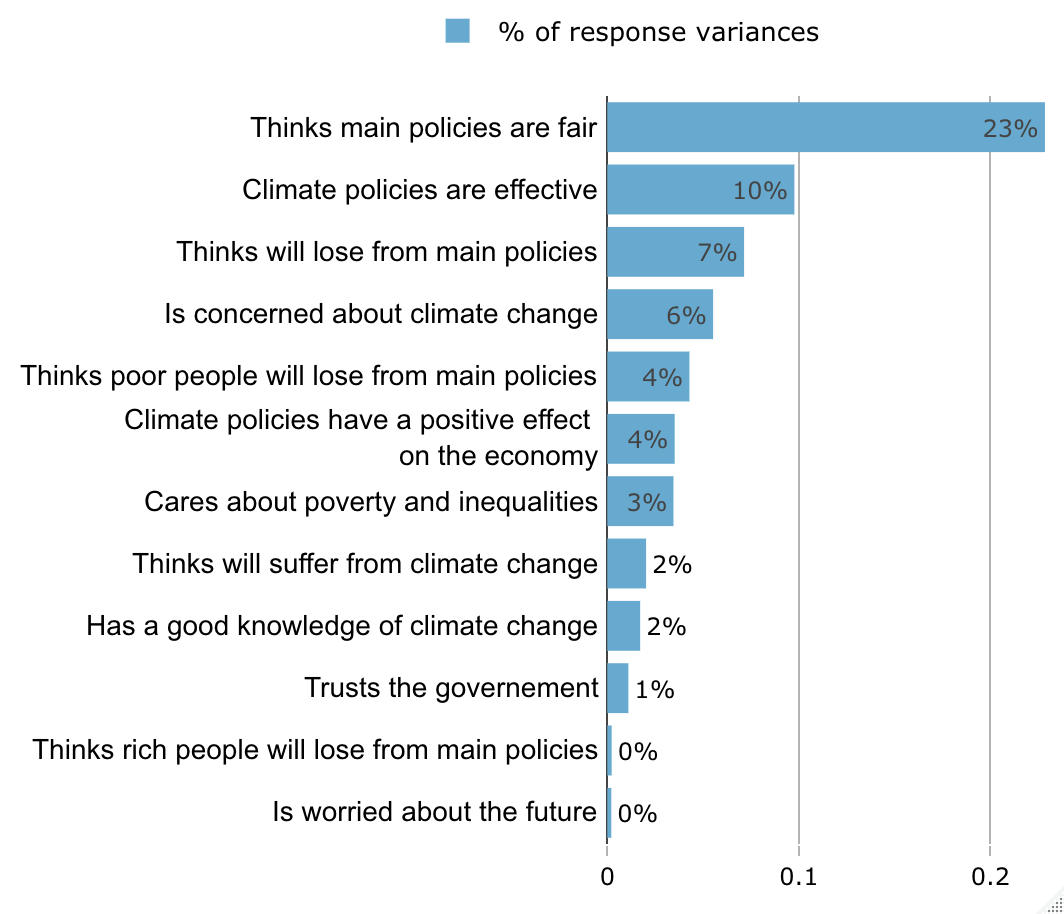 % of response variances
Thinks main policies are fair
23%
Climate policies are effective
10%
Thinks will lose from main policies
7%
Is concerned about climate change
6%
Thinks poor people will lose from main policies
4%
Climate policies have a positive effect
on the economy
4%
Cares about poverty and inequalities
3%
Thinks will suffer from climate change
2%
Has a good knowledge of climate change
2%
Trusts the governement
1%
Thinks rich people will lose from main policies
0%
Is worried about the future
0%
0 0.1 0.2